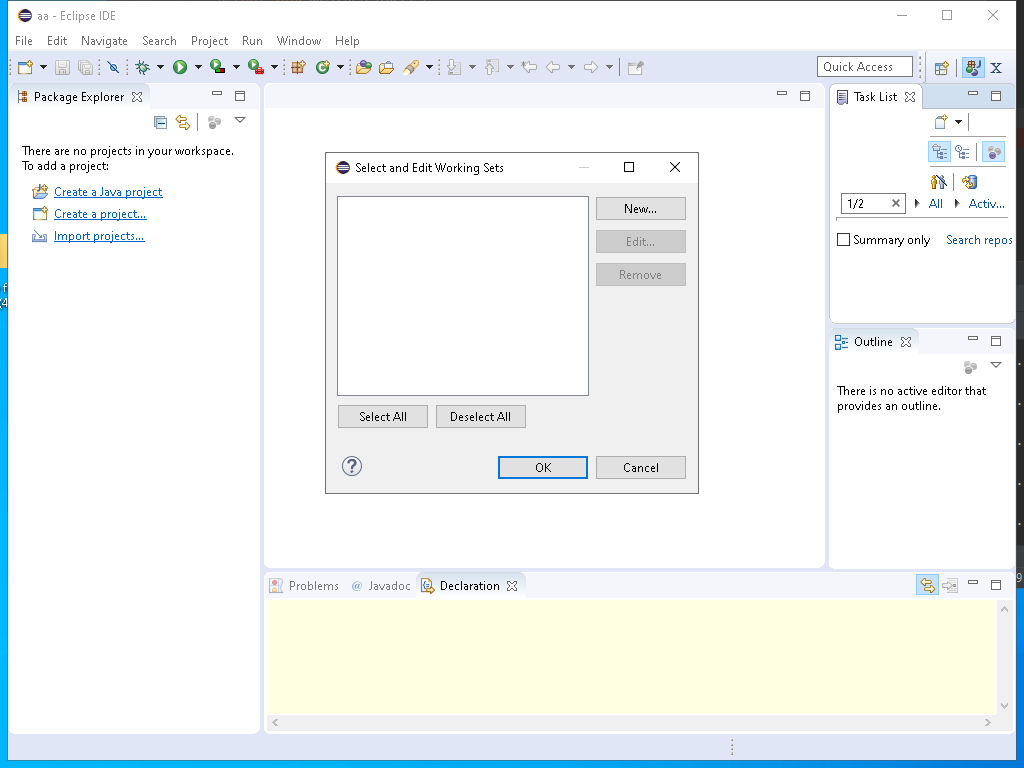 aa - Eclipse IDE
File Edit Navigate Search Project Run Window Help
Quick Access
Package Explorer
There are no projects in your workspace.
To add a project:
Create a Java project
Create a project...
Import projects...
Select and Edit Working Sets
New...
Edit...
Remove
Select All
Deselect All
?
OK
Cancel
Task List
1/2
All
Activ...
Summary only
Search repos
Outline
There is no active editor that
provides an outline.
Problems
@ Javadoc
Declaration